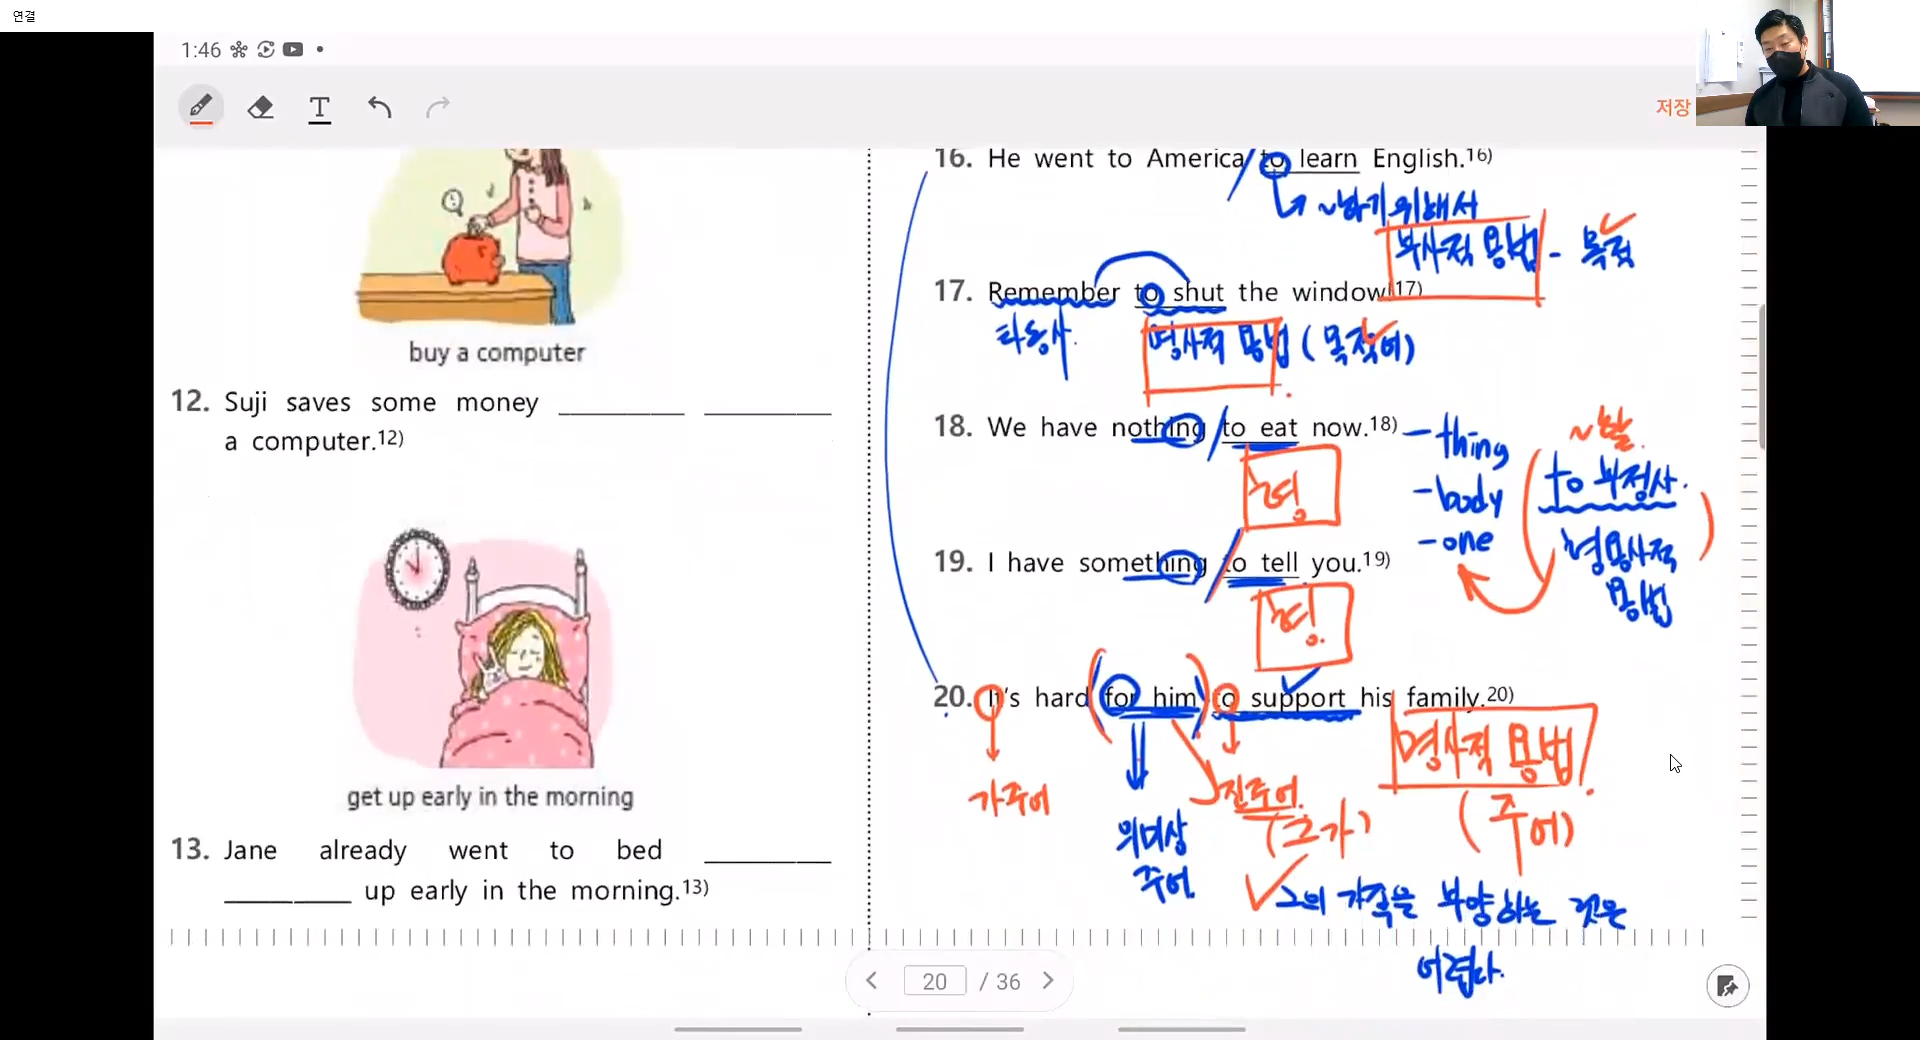 연결
1:46
T
저장
buy a computer
12. Suji saves some money ________ ________
a computer.12)
get up early in the morning
13. Jane already went to bed ________
________ up early in the morning.13)
16. He went to America/ to learn English.16)
~하기 위해서
부사적 용법 - 목적
17. Remember to shut the window!17)
타동사
명사적 용법 (목적어)
18. We have nothing / to eat now.18)
형
-thing
-body
-one
~할
to 부정사.
형용사적
용법
19. I have something / to tell you.19)
형.
20. It's hard (for him) to support his family.20)
가주어
의미상
주어
진주어.
(그가)
명사적 용법
(주어)
그의 가족을 부양하는 것은
어렵다.
20 / 36